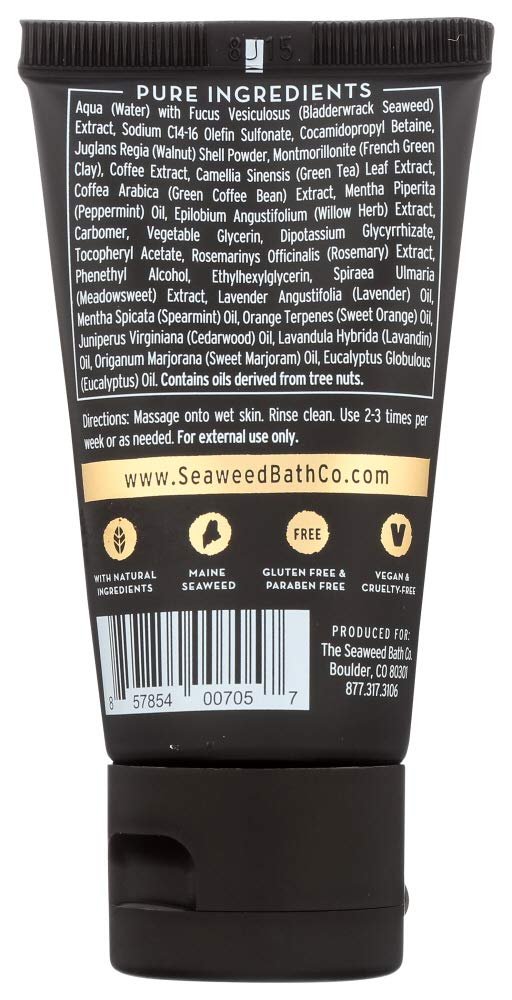 8J15
PURE INGREDIENTS
Aqua (Water) with Fucus Vesiculosus (Bladderwrack Seaweed)
Extract, Sodium C14-16 Olefin Sulfonate, Cocamidopropyl Betaine,
Juglans Regia (Walnut) Shell Powder, Montmorillonite (French Green
Clay), Coffee Extract, Camellia Sinensis (Green Tea) Leaf Extract,
Coffea Arabica (Green Coffee Bean) Extract, Mentha Piperita
(Peppermint) Oil, Epilobium Angustifolium (Willow Herb) Extract,
Carbomer, Vegetable Glycerin, Dipotassium Glycyrrhizate,
Tocopheryl Acetate, Rosemarinys Officinalis (Rosemary) Extract,
Phenethyl Alcohol, Ethylhexylglycerin, Spiraea Ulmaria
(Meadowsweet) Extract, Lavender Angustifolia (Lavender) Oil,
Mentha Spicata (Spearmint) Oil, Orange Terpenes (Sweet Orange) Oil,
Juniperus Virginiana (Cedarwood) Oil, Lavandula Hybrida (Lavandin)
Oil, Origanum Marjorana (Sweet Marjoram) Oil, Eucalyptus Globulous
(Eucalyptus) Oil. Contains oils derived from tree nuts.
Directions: Massage onto wet skin. Rinse clean. Use 2-3 times per
week or as needed. For external use only.
www.SeaweedBathCo.com
FREE
V
WITH NATURAL
INGREDIENTS
MAINE
SEAWEED
GLUTEN FREE &
PARABEN FREE
VEGAN &
CRUELTY-FREE
PRODUCED FOR:
The Seaweed Bath Co.
Boulder, CO 80301
877.317.3106
8 57854 00705 7